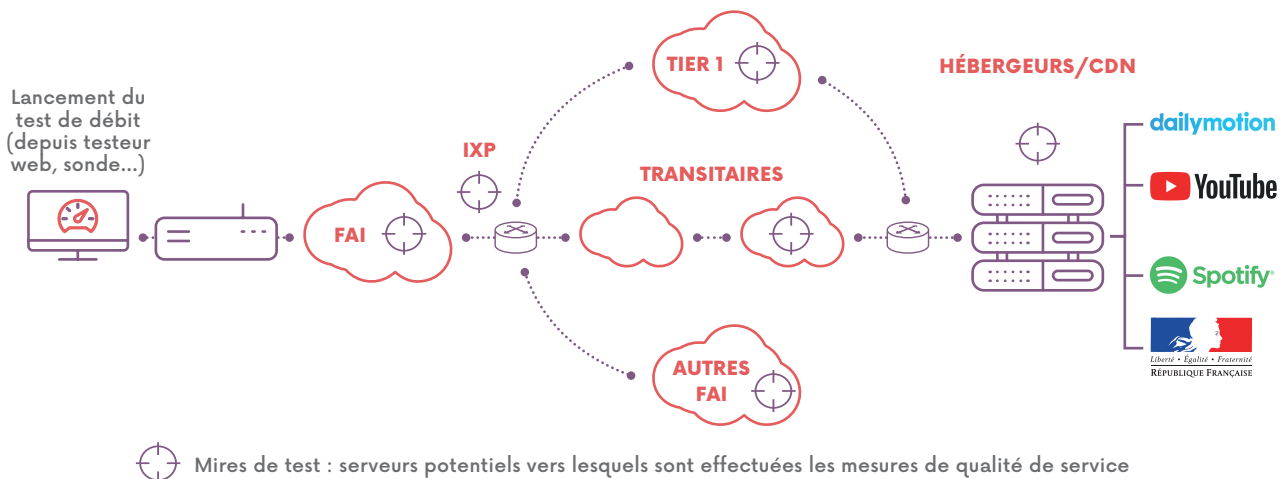 Lancement du
test de débit
(depuis testeur
web, sonde...)
FAI
IXP
TIER 1
TRANSITAIRES
AUTRES
FAI
HÉBERGEURS/CDN
dailymotion
YouTube
Spotify
Liberté • Égalité • Fraternité
RÉPUBLIQUE FRANÇAISE
Mires de test : serveurs potentiels vers lesquels sont effectuées les mesures de qualité de service